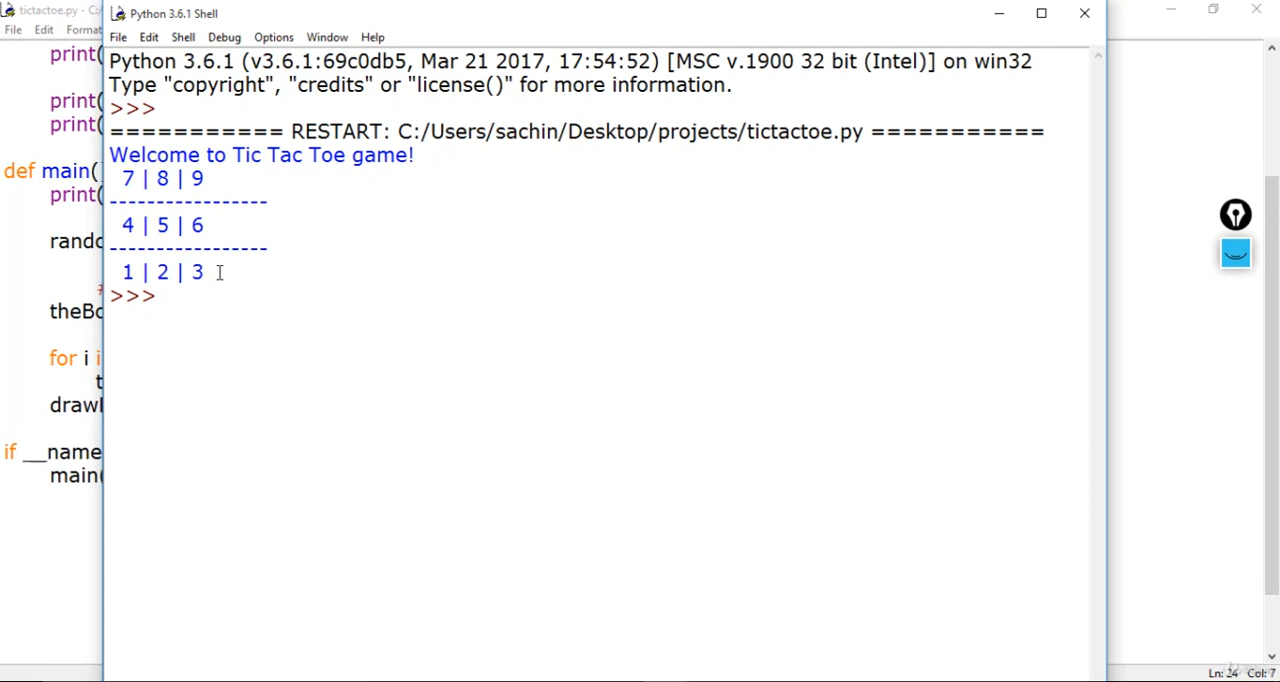 tictactoe.py - C:/
File Edit Format
print(
print(
print(
def main(
print(
rando
#
theBo
for i i
t
drawl
if __name
main(
Python 3.6.1 Shell
File Edit Shell Debug Options Window Help
Python 3.6.1 (v3.6.1:69c0db5, Mar 21 2017, 17:54:52) [MSC v.1900 32 bit (Intel)] on win32
Type "copyright", "credits" or "license()" for more information.
>>>
=========== RESTART: C:/Users/sachin/Desktop/projects/tictactoe.py ===========
Welcome to Tic Tac Toe game!
7 | 8 | 9
----------------
4 | 5 | 6
----------------
1 | 2 | 3
>>>
Ln: 24 Col: 7